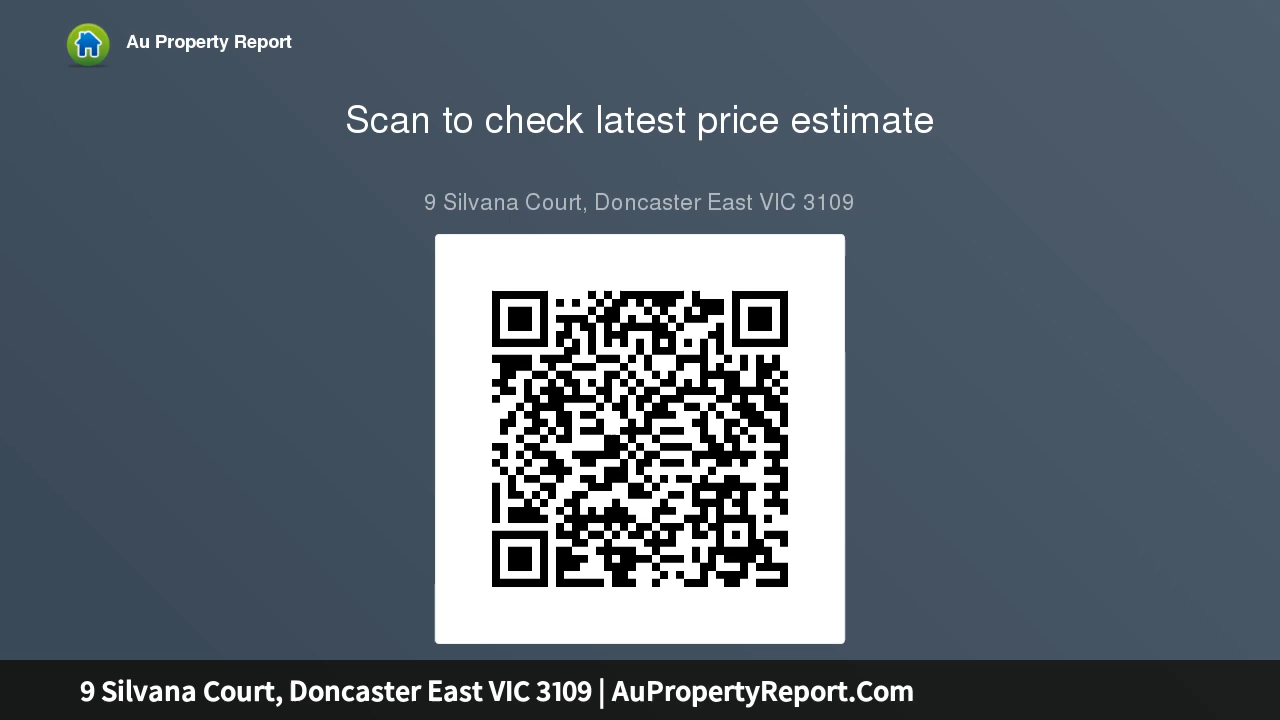 Au Property Report
Scan to check latest price estimate
9 Silvana Court, Doncaster East VIC 3109
9 Silvana Court, Doncaster East VIC 3109 | AuPropertyReport.Com